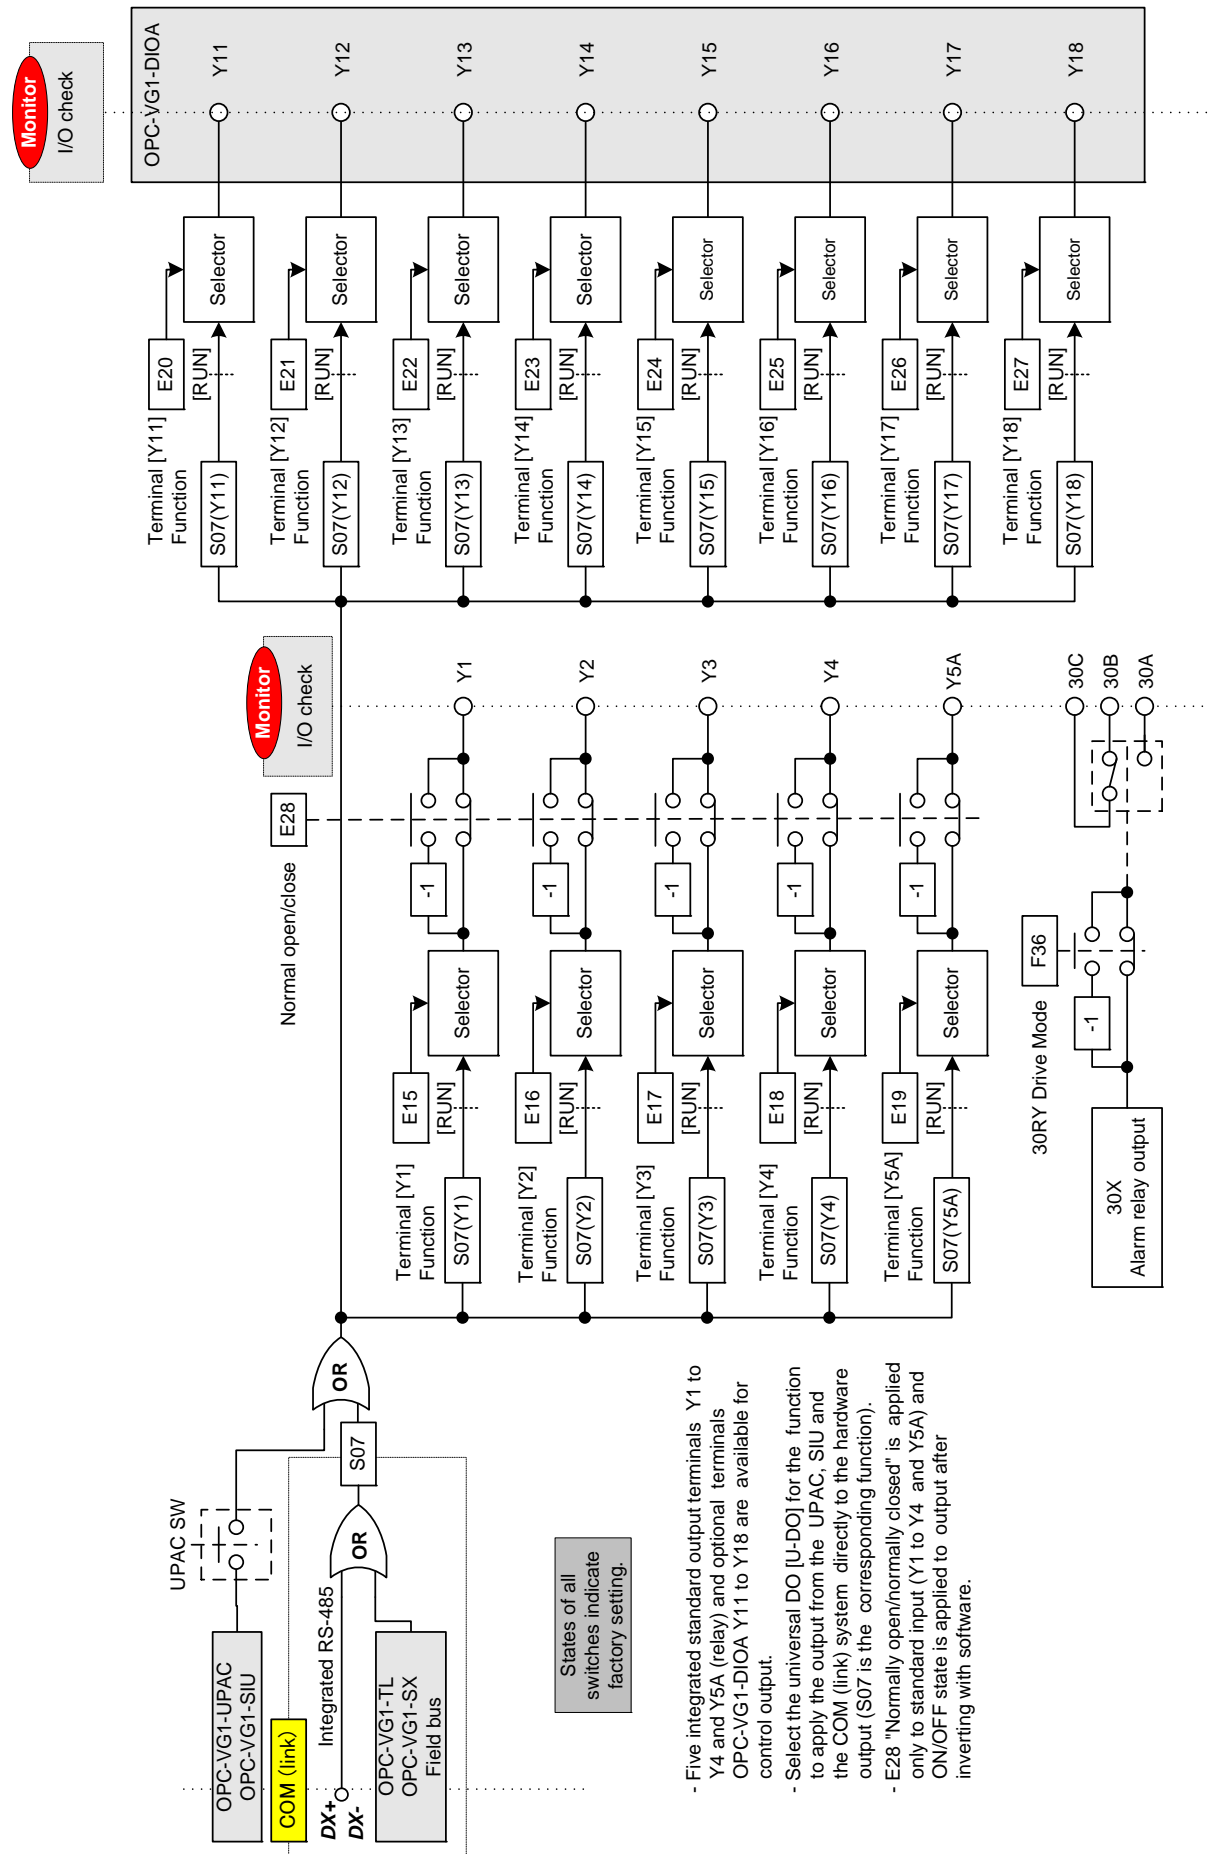 OPC-VG1-UPAC
OPC-VG1-SIU
UPAC SW
COM (link)
Integrated RS-485
DX+
DX-
OPC-VG1-TL
OPC-VG1-SX
Field bus
OR
S07
OR
States of all
switches indicate
factory setting.
- Five integrated standard output terminals Y1 to
Y4 and Y5A (relay) and optional terminals
OPC-VG1-DIOA Y11 to Y18 are available for
control output.
- Select the universal DO [U-DO] for the function
to apply the output from the UPAC, SIU and
the COM (link) system directly to the hardware
output (S07 is the corresponding function).
- E28 "Normally open/normally closed" is applied
only to standard input (Y1 to Y4 and Y5A) and
ON/OFF state is applied to output after
inverting with software.
Normal open/close
E28
Monitor
I/O check
Terminal [Y1]
Function
E15
S07(Y1)
[RUN]
Selector
-1
Y1
Terminal [Y2]
Function
E16
S07(Y2)
[RUN]
Selector
-1
Y2
Terminal [Y3]
Function
E17
S07(Y3)
[RUN]
Selector
-1
Y3
Terminal [Y4]
Function
E18
S07(Y4)
[RUN]
Selector
-1
Y4
Terminal [Y5A]
Function
E19
S07(Y5A)
[RUN]
Selector
-1
Y5A
30RY Drive Mode
F36
30X
Alarm relay output
-1
30C
30B
30A
Monitor
I/O check
OPC-VG1-DIOA
Terminal [Y11]
Function
E20
S07(Y11)
[RUN]
Selector
Y11
Terminal [Y12]
Function
E21
S07(Y12)
[RUN]
Selector
Y12
Terminal [Y13]
Function
E22
S07(Y13)
[RUN]
Selector
Y13
Terminal [Y14]
Function
E23
S07(Y14)
[RUN]
Selector
Y14
Terminal [Y15]
Function
E24
S07(Y15)
[RUN]
Selector
Y15
Terminal [Y16]
Function
E25
S07(Y16)
[RUN]
Selector
Y16
Terminal [Y17]
Function
E26
S07(Y17)
[RUN]
Selector
Y17
Terminal [Y18]
Function
E27
S07(Y18)
[RUN]
Selector
Y18